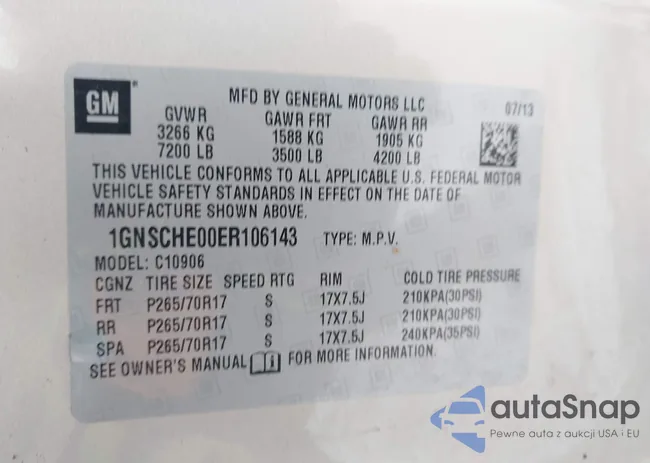 GM
MFD BY GENERAL MOTORS LLC 07/13
GVWR GAWR FRT GAWR RR
3266 KG 1588 KG 1905 KG
7200 LB 3500 LB 4200 LB
THIS VEHICLE CONFORMS TO ALL APPLICABLE U.S. FEDERAL MOTOR
VEHICLE SAFETY STANDARDS IN EFFECT ON THE DATE OF
MANUFACTURE SHOWN ABOVE.
1GNSCHE00ER106143 TYPE: M.P.V.
MODEL: C10906
CGNZ TIRE SIZE SPEED RTG RIM COLD TIRE PRESSURE
FRT P265/70R17 S 17X7.5J 210KPA(30PSI)
RR P265/70R17 S 17X7.5J 210KPA(30PSI)
SPA P265/70R17 S 17X7.5J 240KPA(35PSI)
SEE OWNER'S MANUAL FOR MORE INFORMATION.
autaSnap
Pewne auta z aukcji USA i EU